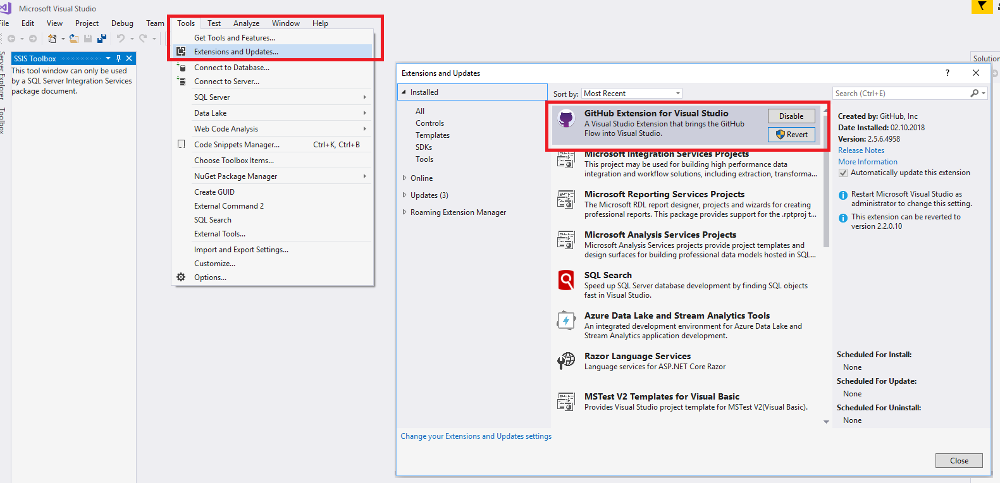 Microsoft Visual Studio
File Edit View Project Debug Team Tools Test Analyze Window Help
Server Explorer
Toolbox
SSIS Toolbox
This tool window can only be used
by a SQL Server Integration Services
package document.
Get Tools and Features...
Extensions and Updates...
Connect to Database...
Connect to Server...
SQL Server
Data Lake
Web Code Analysis
Code Snippets Manager... Ctrl+K, Ctrl+B
Choose Toolbox Items...
NuGet Package Manager
Create GUID
External Command 2
SQL Search
External Tools...
Import and Export Settings...
Customize...
Options...
Solution
Extensions and Updates
?
Installed
All
Controls
Templates
SDKs
Tools
Online
Updates (3)
Roaming Extension Manager
Sort by: Most Recent
GitHub Extension for Visual Studio
A Visual Studio Extension that brings the GitHub
Flow into Visual Studio.
Disable
Revert
Microsoft Integration Services Projects
This project may be used for building high performance data
integration and workflow solutions, including extraction, transforma...
Microsoft Reporting Services Projects
The Microsoft RDL report designer, projects and wizards for creating
professional reports. This package provides support for the .rptproj t...
Microsoft Analysis Services Projects
Microsoft Analysis Services projects provide project templates and
design surfaces for building professional data models hosted in SQL...
SQL Search
Speed up SQL Server database development by finding SQL objects
fast in Visual Studio.
Azure Data Lake and Stream Analytics Tools
An integrated development environment for Azure Data Lake and
Stream Analytics application development.
Razor Language Services
Language services for ASP.NET Core Razor
MSTest V2 Templates for Visual Basic
Provides Visual Studio project template for MSTest V2(Visual Basic).
Search (Ctrl+E)
Created by: GitHub, Inc
Date Installed: 02.10.2018
Version: 2.5.6.4958
Release Notes
More Information
Automatically update this extension
Restart Microsoft Visual Studio as
administrator to change this setting.
This extension can be reverted to
version 2.2.0.10
Scheduled For Install:
None
Scheduled For Update:
None
Scheduled For Uninstall:
None
Change your Extensions and Updates settings
Close